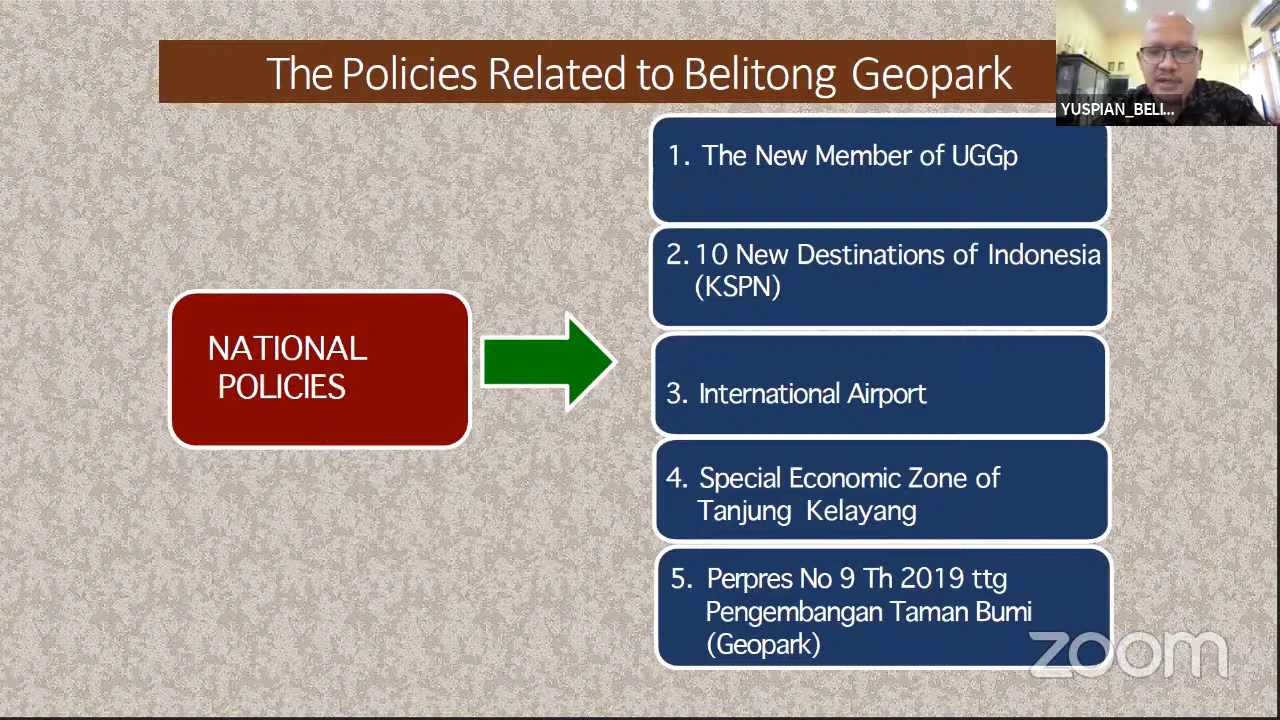 The Policies Related to Belitong Geopark
YUSPIAN_BELI...
1. The New Member of UGGp
2. 10 New Destinations of Indonesia
(KSPN)
NATIONAL
POLICIES
3. International Airport
4. Special Economic Zone of
Tanjung Kelayang
5. Perpres No 9 Th 2019 ttg
Pengembangan Taman Bumi
(Geopark)
zoom